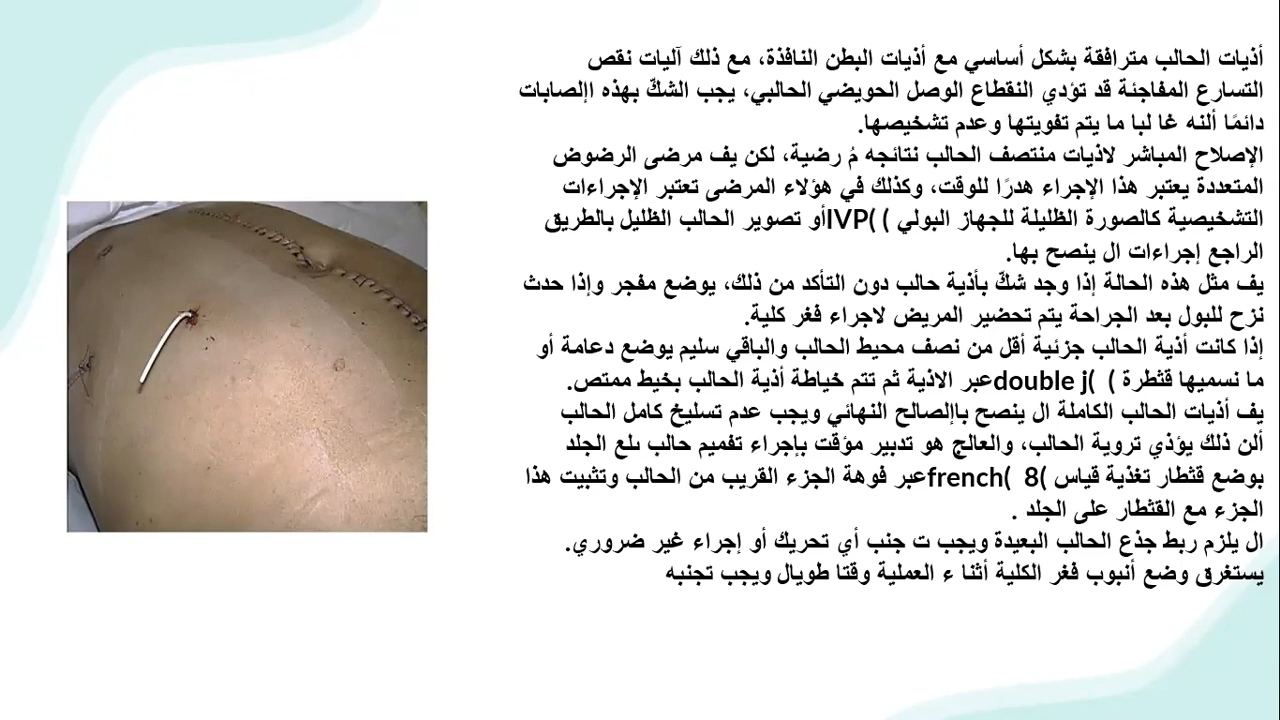 أذيات الحالب مترافقة بشكل أساسي مع أذيات البطن النافذة، مع ذلك آليات نقص
التسارع المفاجئة قد تؤدي النقطاع الوصل الحويضي الحالبي، يجب الشكّ بهذه اإلصابات
دائمًا ألنه غا لبا ما يتم تفويتها وعدم تشخيصها.
الإصلاح المباشر لاذيات منتصف الحالب نتائجه مُ رضية، لكن يف مرضى الرضوض
المتعددة يعتبر هذا الإجراء هدرًا للوقت، وكذلك في هؤلاء المرضى تعتبر الإجراءات
التشخيصية كالصورة الظليلة للجهاز البولي ) )IVPأو تصوير الحالب الظليل بالطريق
الراجع إجراءات ال ينصح بها.
يف مثل هذه الحالة إذا وجد شكّ بأذية حالب دون التأكد من ذلك، يوضع مفجر وإذا حدث
نزح للبول بعد الجراحة يتم تحضير المريض لاجراء فغر كلية.
إذا كانت أذية الحالب جزئية أقل من نصف محيط الحالب والباقي سليم يوضع دعامة أو
ما نسميها قثطرة ) )double jعبر الاذية ثم تتم خياطة أذية الحالب بخيط ممتص.
يف أذيات الحالب الكاملة ال ينصح باإلصالح النهائي ويجب عدم تسليخ كامل الحالب
ألن ذلك يؤذي تروية الحالب، والعالج هو تدبير مؤقت بإجراء تفميم حالب ىلع الجلد
بوضع قثطار تغذية قياس )8 )frenchعبر فوهة الجزء القريب من الحالب وتثبيت هذا
الجزء مع القثطار على الجلد .
ال يلزم ربط جذع الحالب البعيدة ويجب ت جنب أي تحريك أو إجراء غير ضروري.
يستغرق وضع أنبوب فغر الكلية أثنا ء العملية وقتا طويال ويجب تجنبه